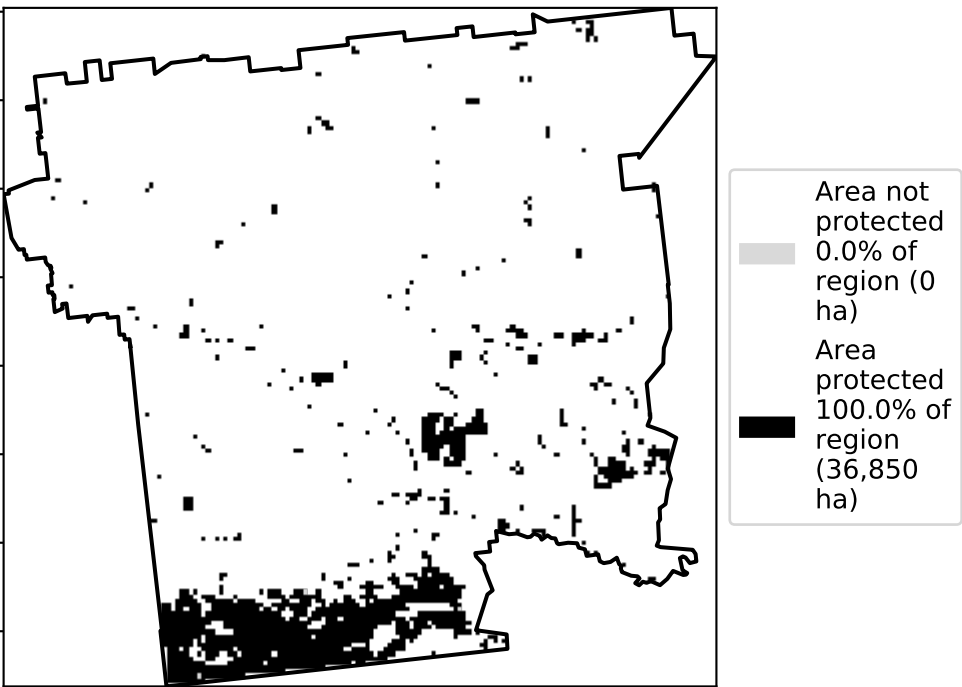 Area not
protected
0.0% of
region (0
ha)
Area
protected
100.0% of
region
(36,850
ha)